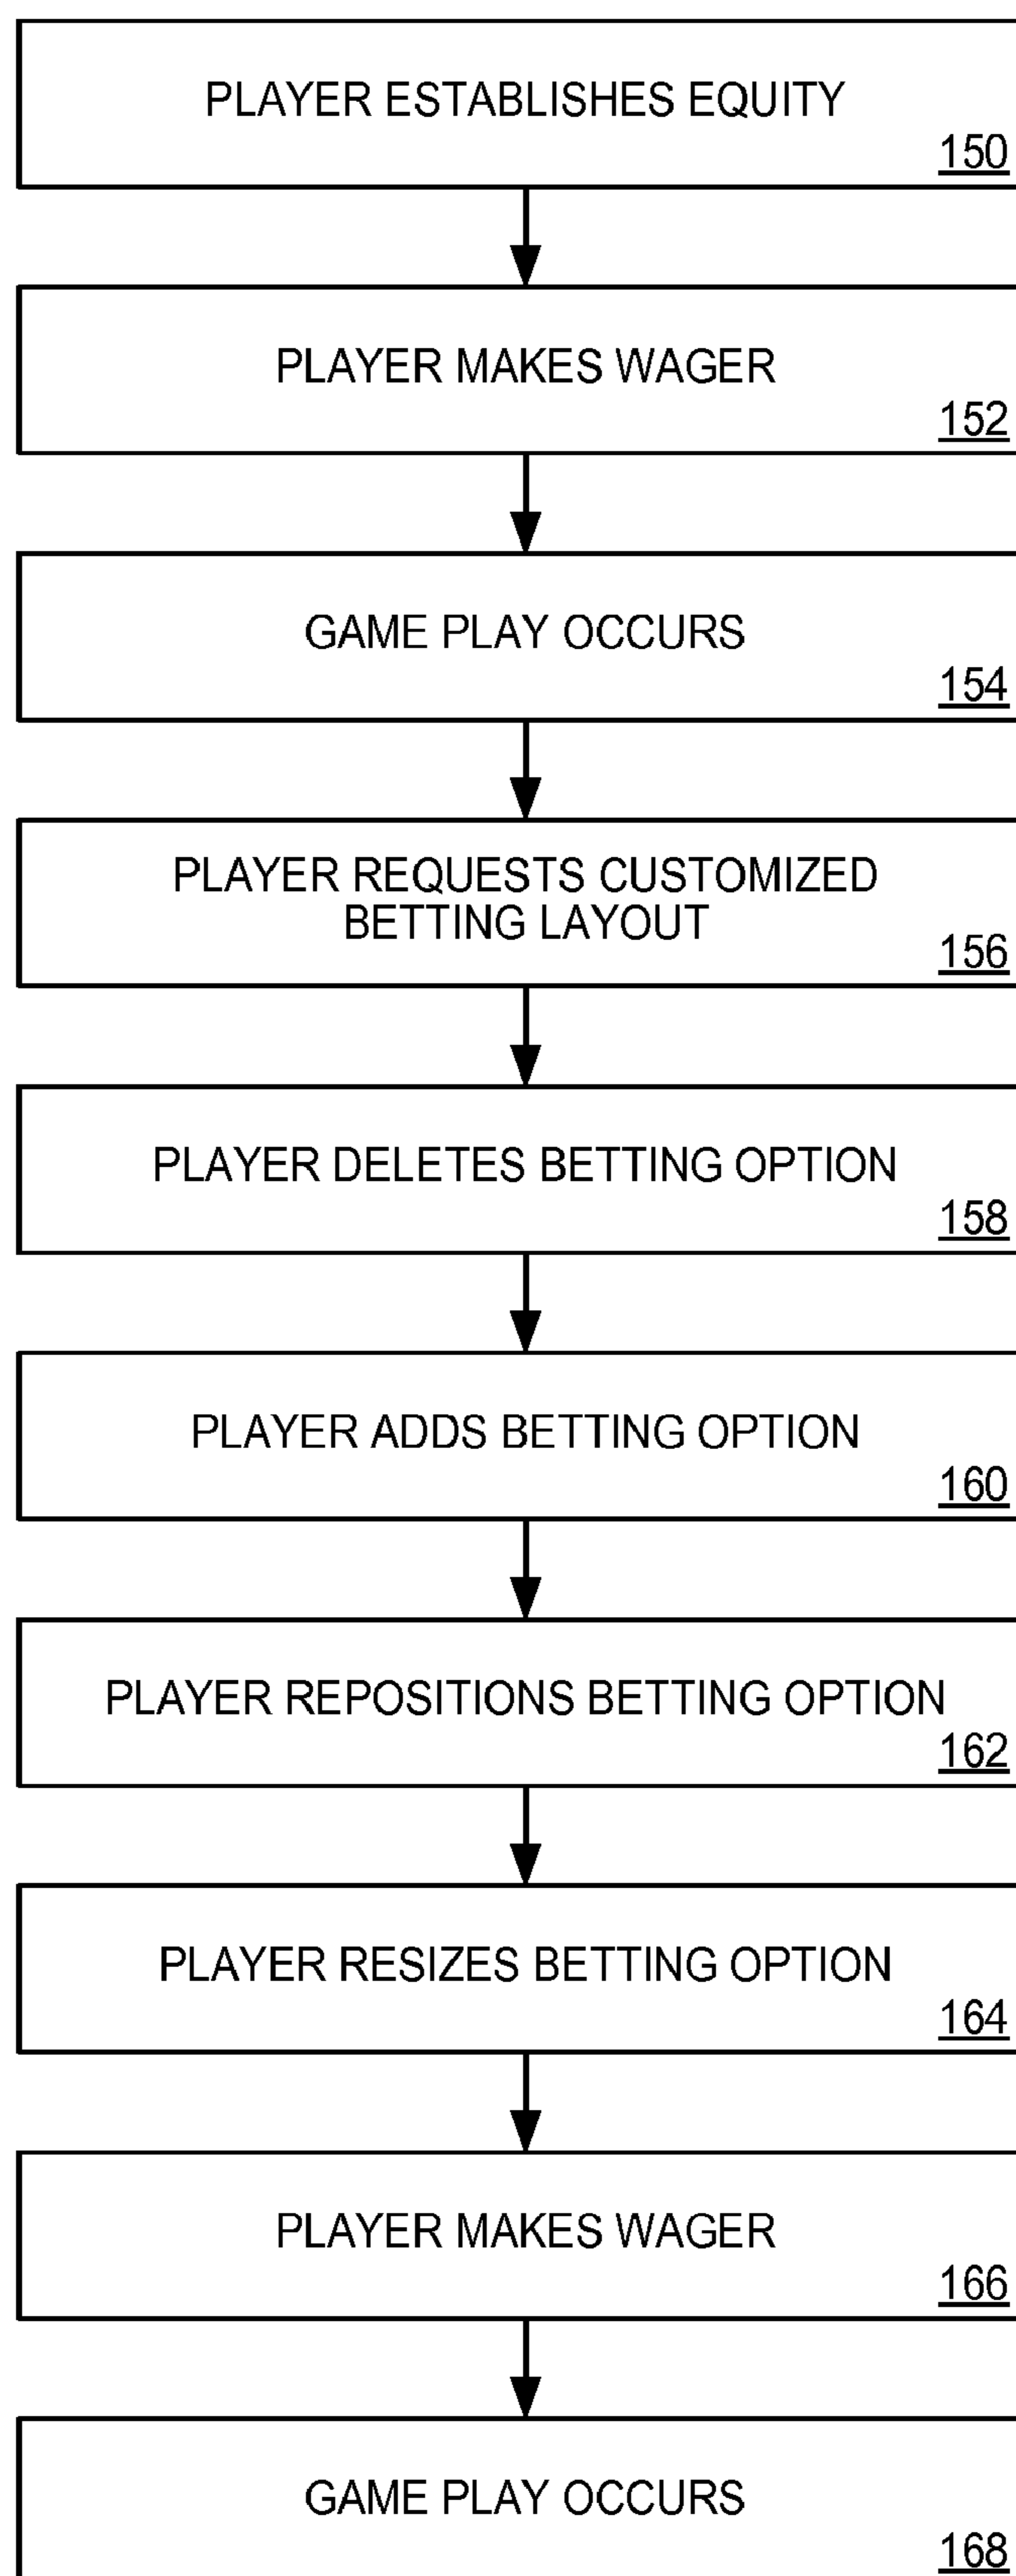 PLAYER ESTABLISHES EQUITY
150
PLAYER MAKES WAGER
152
GAME PLAY OCCURS
154
PLAYER REQUESTS CUSTOMIZED
BETTING LAYOUT
156
PLAYER DELETES BETTING OPTION
158
PLAYER ADDS BETTING OPTION
160
PLAYER REPOSITIONS BETTING OPTION
162
PLAYER RESIZES BETTING OPTION
164
PLAYER MAKES WAGER
166
GAME PLAY OCCURS
168